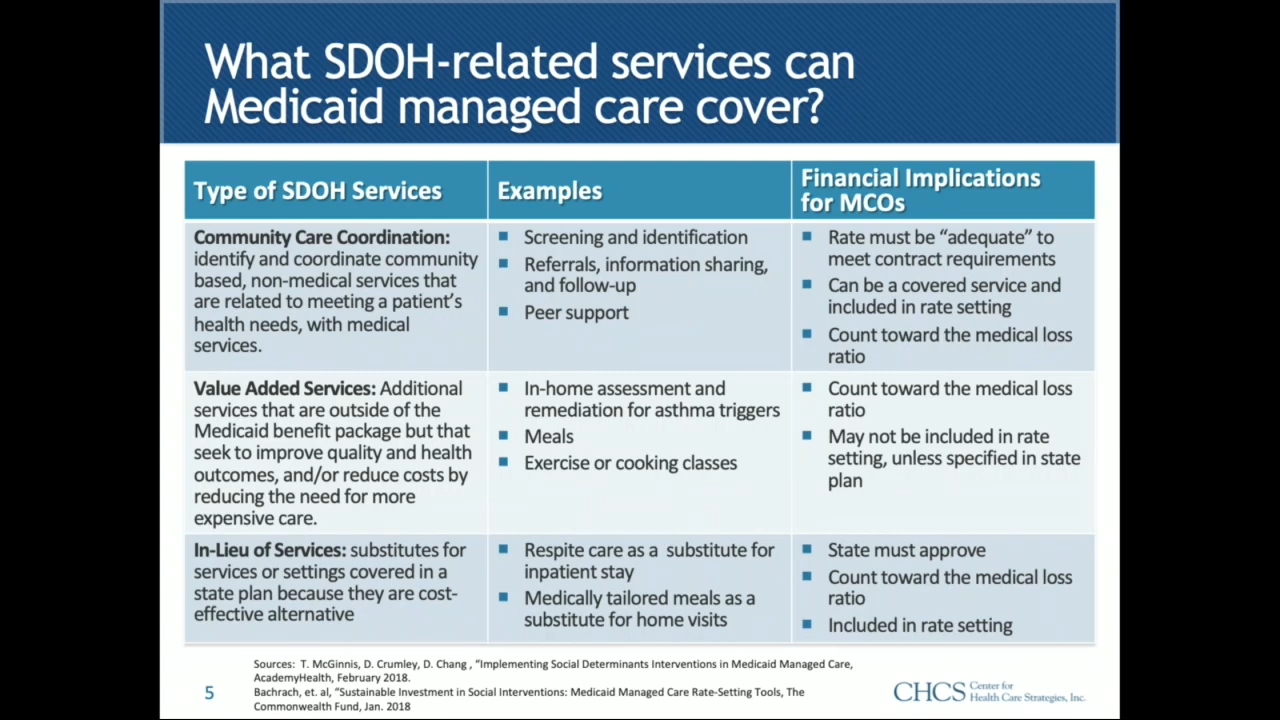 What SDOH-related services can
Medicaid managed care cover?
Type of SDOH Services
Examples
Financial Implications
for MCOs
Community Care Coordination:
identify and coordinate community
based, non-medical services that
are related to meeting a patient's
health needs, with medical
services.
■ Screening and identification
■ Referrals, information sharing,
and follow-up
■ Peer support
■ Rate must be “adequate” to
meet contract requirements
■ Can be a covered service and
included in rate setting
■ Count toward the medical loss
ratio
Value Added Services: Additional
services that are outside of the
Medicaid benefit package but that
seek to improve quality and health
outcomes, and/or reduce costs by
reducing the need for more
expensive care.
■ In-home assessment and
remediation for asthma triggers
■ Meals
■ Exercise or cooking classes
■ Count toward the medical loss
ratio
■ May not be included in rate
setting, unless specified in state
plan
In-Lieu of Services: substitutes for
services or settings covered in a
state plan because they are cost-
effective alternative
■ Respite care as a substitute for
inpatient stay
■ Medically tailored meals as a
substitute for home visits
■ State must approve
■ Count toward the medical loss
ratio
■ Included in rate setting
Sources: T. McGinnis, D. Crumley, D. Chang , “Implementing Social Determinants Interventions in Medicaid Managed Care,
AcademyHealth, February 2018.
Bachrach, et. al, “Sustainable Investment in Social Interventions: Medicaid Managed Care Rate-Setting Tools, The
Commonwealth Fund, Jan. 2018
5
CHCS Center for
Health Care Strategies, Inc.